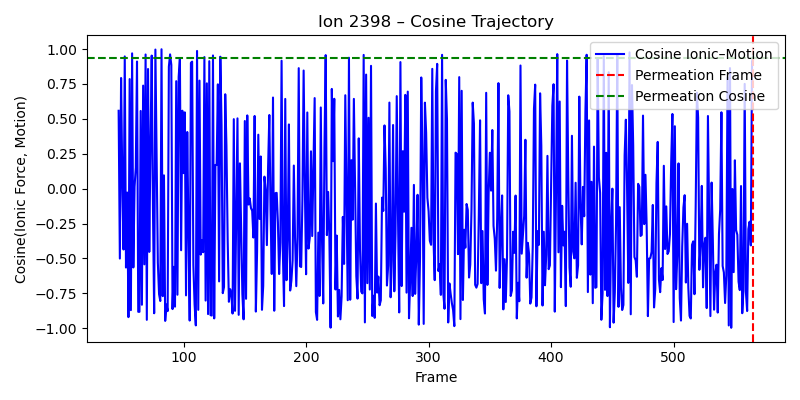 Ion 2398 – Cosine Trajectory
Cosine(Ionic Force, Motion)
1.00
0.75
0.50
0.25
0.00
−0.25
−0.50
−0.75
−1.00
Cosine Ionic–Motion
Permeation Frame
Permeation Cosine
100
200
300
400
500
Frame